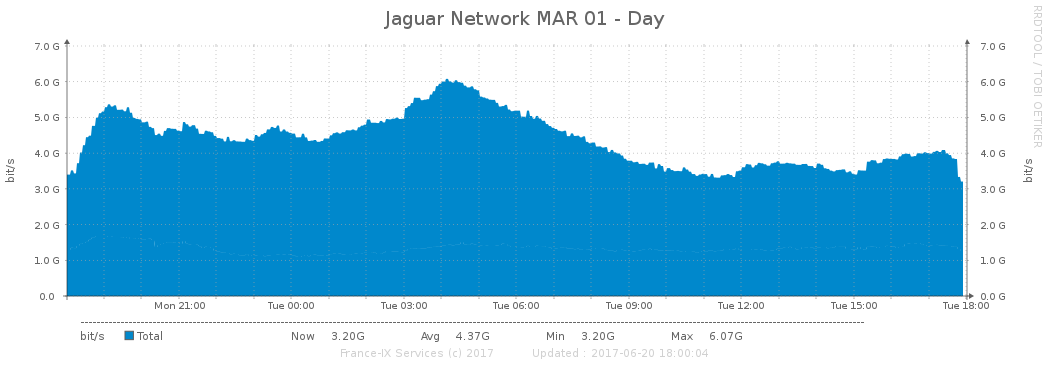 Jaguar Network MAR 01 - Day
RRDTOOL / TOBI OETIKER
7.0 G 7.0 G
6.0 G 6.0 G
5.0 G 5.0 G
4.0 G 4.0 G
3.0 G 3.0 G
2.0 G 2.0 G
1.0 G 1.0 G
0.0 0.0 G
bit/s
bit/s
Mon 21:00 Tue 00:00 Tue 03:00 Tue 06:00 Tue 09:00 Tue 12:00 Tue 15:00 Tue 18:00
bit/s Total Now 3.20G Avg 4.37G Min 3.20G Max 6.07G
France-IX Services (c) 2017 Updated : 2017-06-20 18:00:04